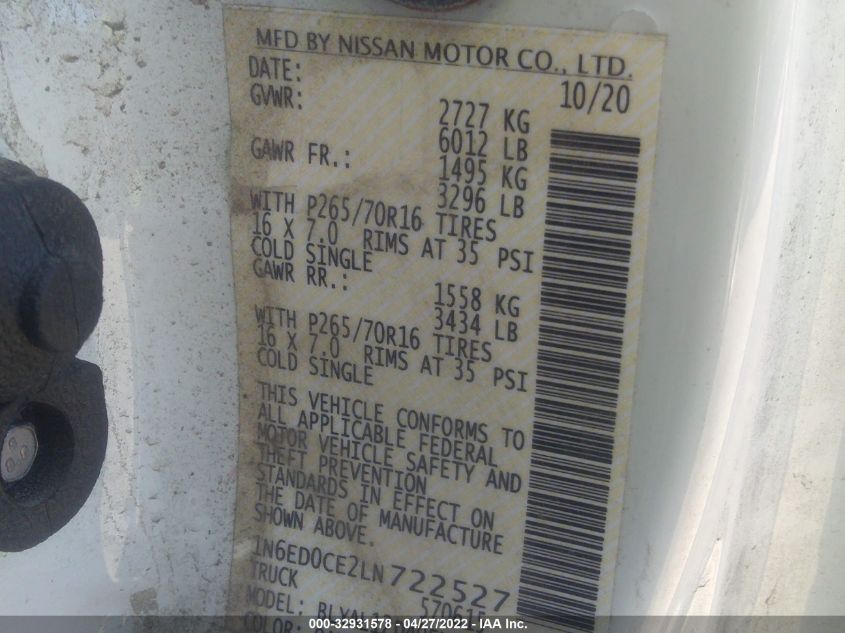 MFD BY NISSAN MOTOR CO., LTD.
DATE: 10/20
GVWR: 2727 KG
6012 LB
GAWR FR.: 1495 KG
3296 LB
WITH P265/70R16 TIRES
16 X 7.0 RIMS AT 35 PSI
COLD SINGLE
GAWR RR.: 1558 KG
3434 LB
WITH P265/70R16 TIRES
16 X 7.0 RIMS AT 35 PSI
COLD SINGLE
THIS VEHICLE CONFORMS TO
ALL APPLICABLE FEDERAL
MOTOR VEHICLE SAFETY AND
THEFT PREVENTION
STANDARDS IN EFFECT ON
THE DATE OF MANUFACTURE
SHOWN ABOVE.
1N6ED0CE2LN722527
TRUCK 570615
MODEL:
COLOR:
000-32931578 - 04/27/2022 - IAA Inc.